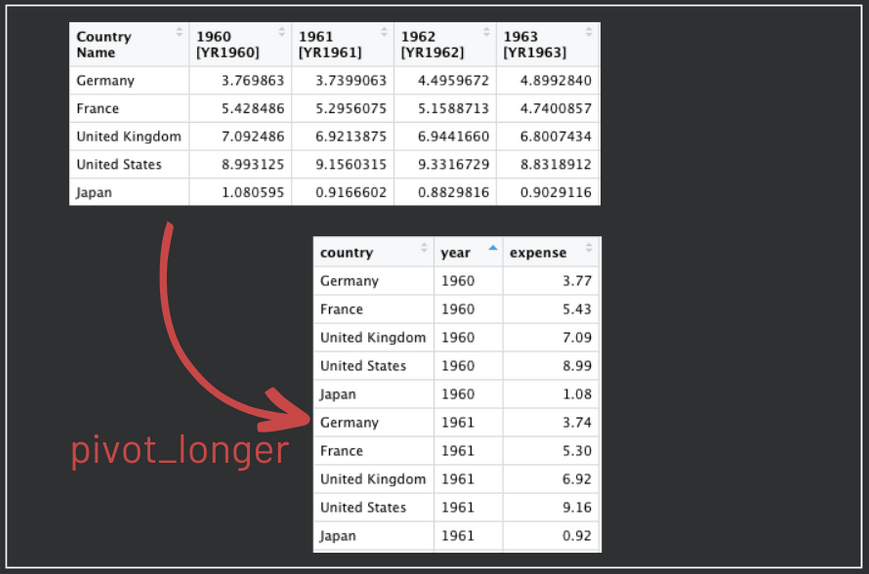 Country Name 1960 [YR1960] 1961 [YR1961] 1962 [YR1962] 1963 [YR1963]
Germany 3.769863 3.7399063 4.4959672 4.8992840
France 5.428486 5.2956075 5.1588713 4.7400857
United Kingdom 7.092486 6.9213875 6.9441660 6.8007434
United States 8.993125 9.1560315 9.3316729 8.8318912
Japan 1.080595 0.9166602 0.8829816 0.9029116
country year expense
Germany 1960 3.77
France 1960 5.43
United Kingdom 1960 7.09
United States 1960 8.99
Japan 1960 1.08
Germany 1961 3.74
France 1961 5.30
United Kingdom 1961 6.92
United States 1961 9.16
Japan 1961 0.92
pivot_longer